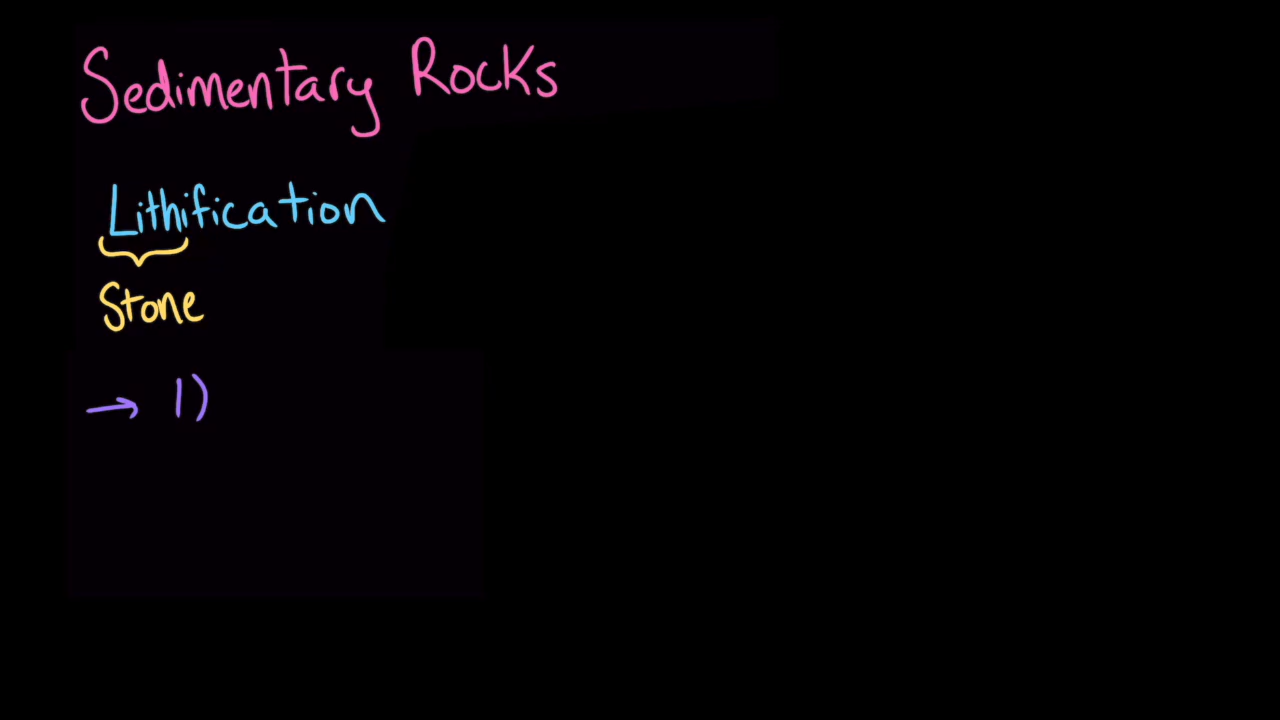 Sedimentary Rocks
Lithification
Stone
→ 1)